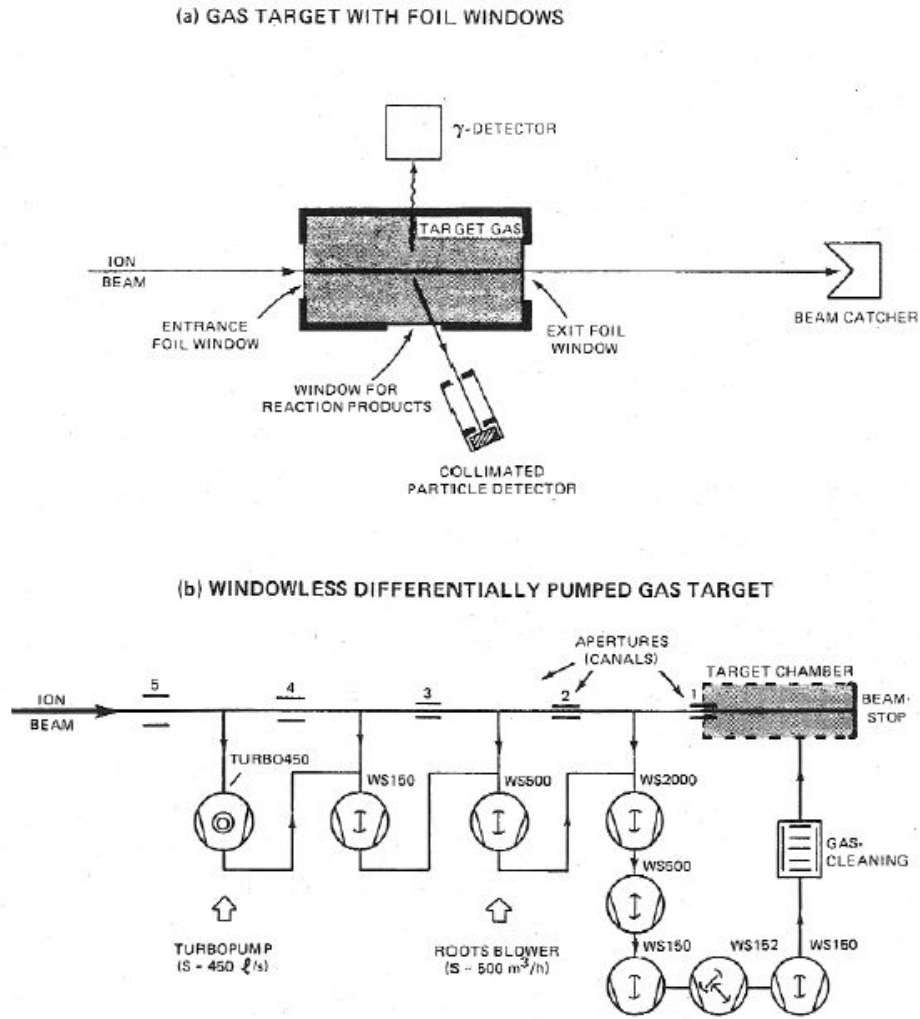 (a) GAS TARGET WITH FOIL WINDOWS
γ-DETECTOR
TARGET GAS
ION
BEAM
ENTRANCE
FOIL WINDOW
EXIT FOIL
WINDOW
BEAM CATCHER
WINDOW FOR
REACTION PRODUCTS
COLLIMATED
PARTICLE DETECTOR
(b) WINDOWLESS DIFFERENTIALLY PUMPED GAS TARGET
APERTURES
(CANALS)
TARGET CHAMBER
5
4
3
2
1
ION
BEAM
BEAM-
STOP
TURBO450
WS150
WS500
WS2000
WS500
GAS-
CLEANING
WS150
WS152
WS150
TURBOPUMP
(S - 450 ℓ/s)
ROOTS BLOWER
(S - 500 m³/h)